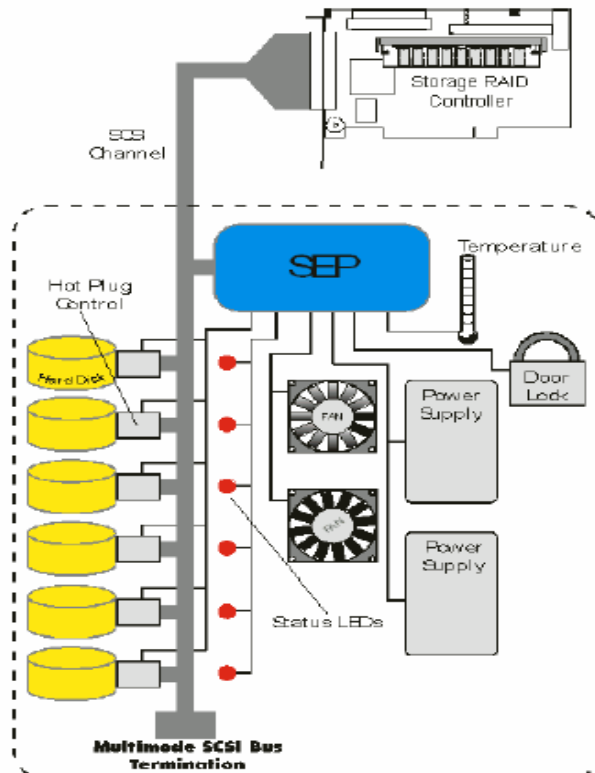 Storage RAID
Controller
SCSI
Channel
SEP
Temperature
Hot Plug
Control
Hard Disk
Door
Lock
Power
Supply
FAN
FAN
Power
Supply
Status LEDs
Multimode SCSI Bus
Termination